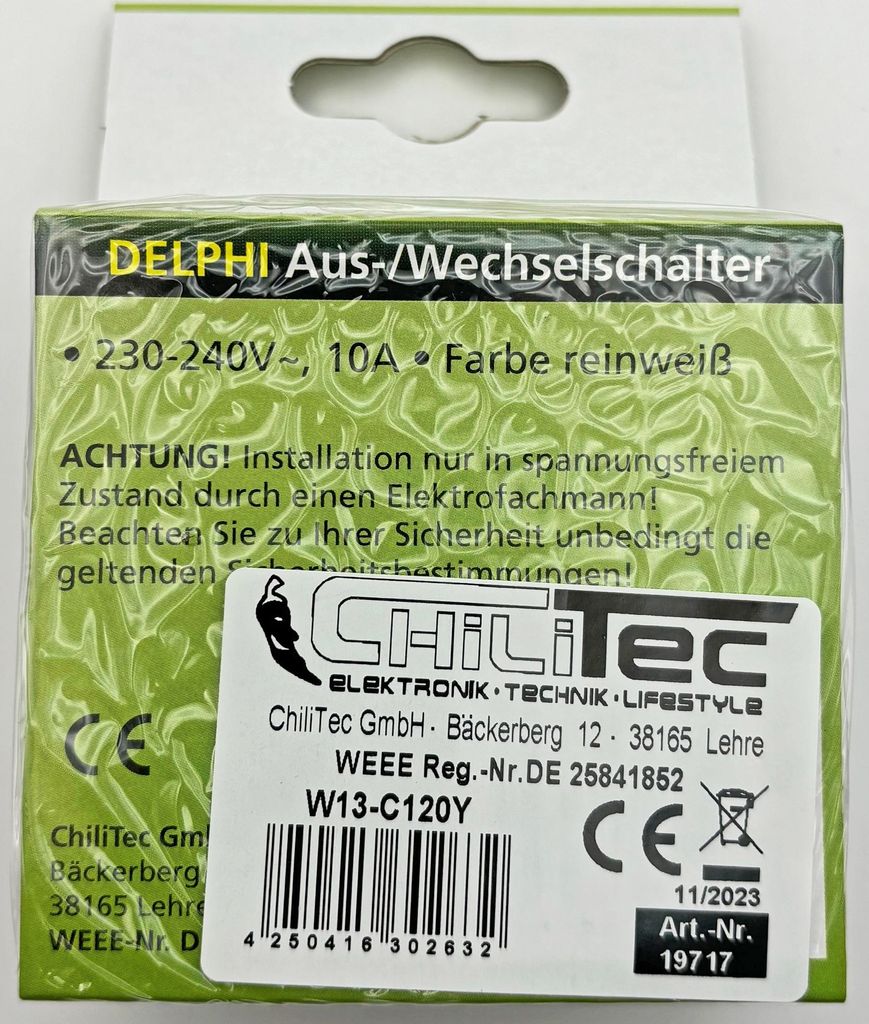 DELPHI Aus-/Wechselschalter
• 230-240V~, 10A • Farbe reinweiß
ACHTUNG! Installation nur in spannungsfreiem
Zustand durch einen Elektrofachmann!
Beachten Sie zu Ihrer Sicherheit unbedingt die
geltenden Sicherheitsbestimmungen!
CE
ChiliTec
Bäckerberg
38165 Lehre
WEEE-Nr. D
CHiLiTEC
ELEKTRONIK · TECHNIK · LIFESTYLE
ChiliTec GmbH · Bäckerberg 12 · 38165 Lehre
WEEE Reg.-Nr.DE 25841852
W13-C120Y
CE
4 250416 302632
11/2023
Art.-Nr.
19717